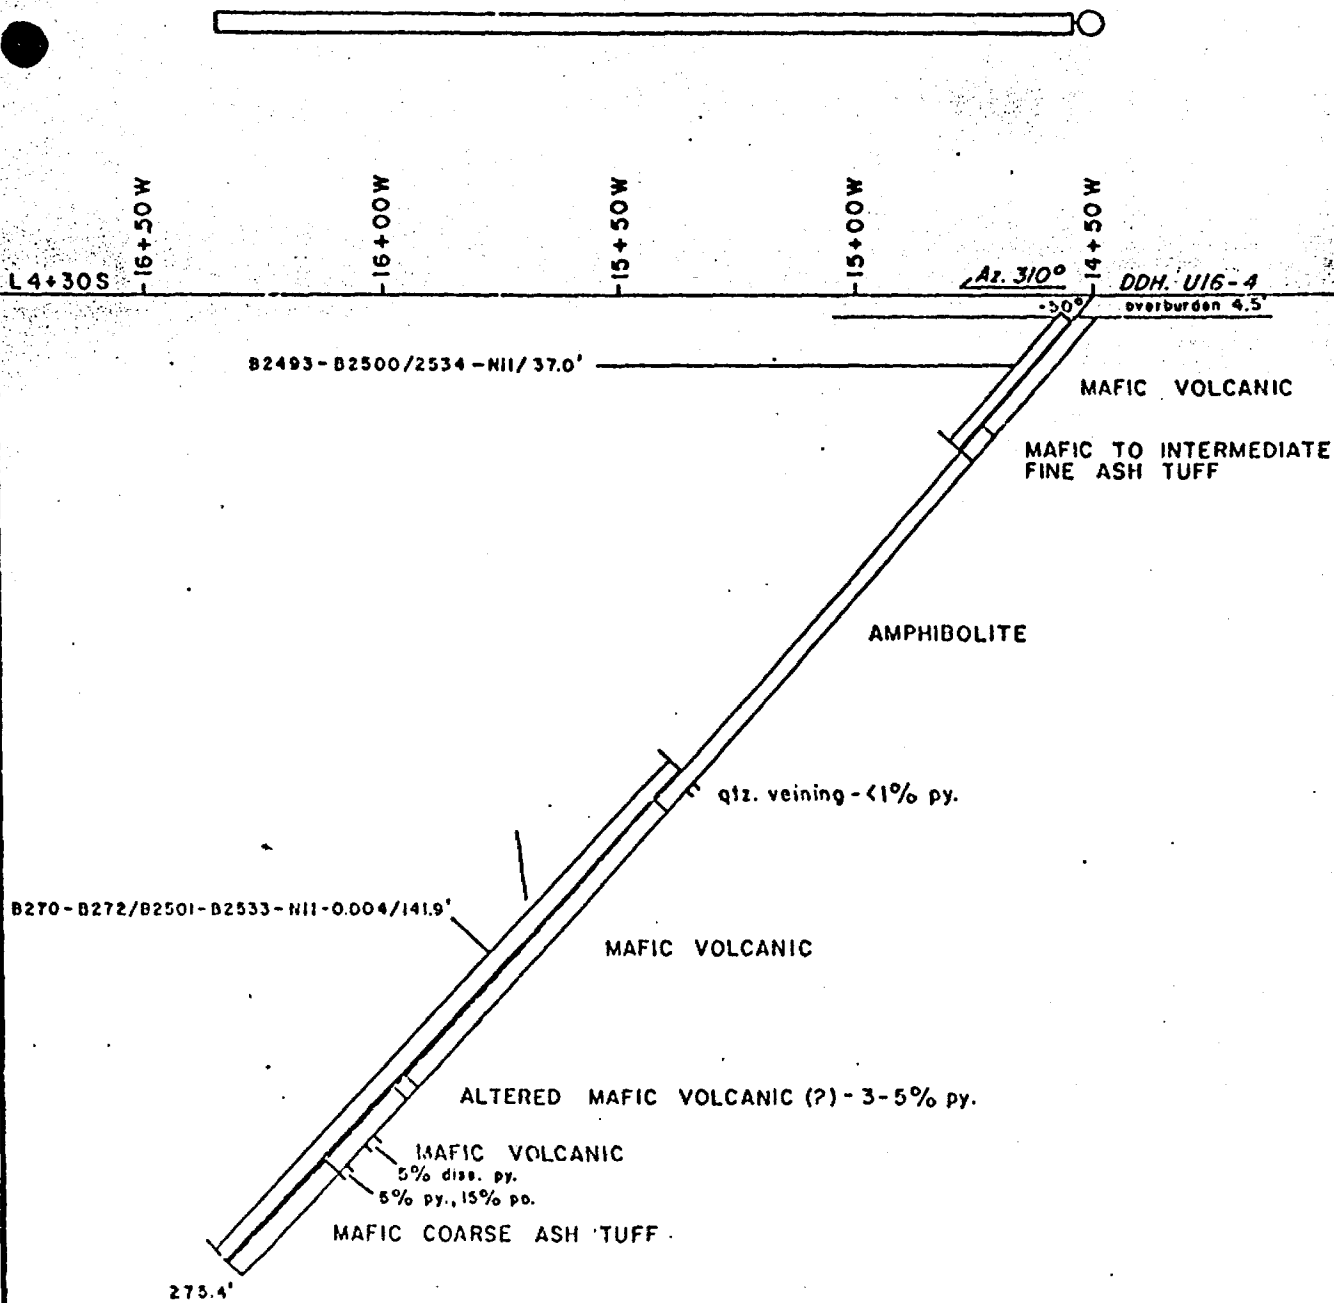 16+50W
16+00W
15+50W
15+00W
14+50W
L 4+30S
Az. 310°
DDH. U16-4
-50°
overburden 4.5'
B2493-B2500/2534-Nil/37.0'
MAFIC VOLCANIC
MAFIC TO INTERMEDIATE
FINE ASH TUFF
AMPHIBOLITE
qtz. veining - <1% py.
B270-B272/B2501-B2533-Nil-0.004/141.9'
MAFIC VOLCANIC
ALTERED MAFIC VOLCANIC (?) - 3-5% py.
MAFIC VOLCANIC
5% diss. py.
5% py., 15% po.
MAFIC COARSE ASH TUFF
275.4'